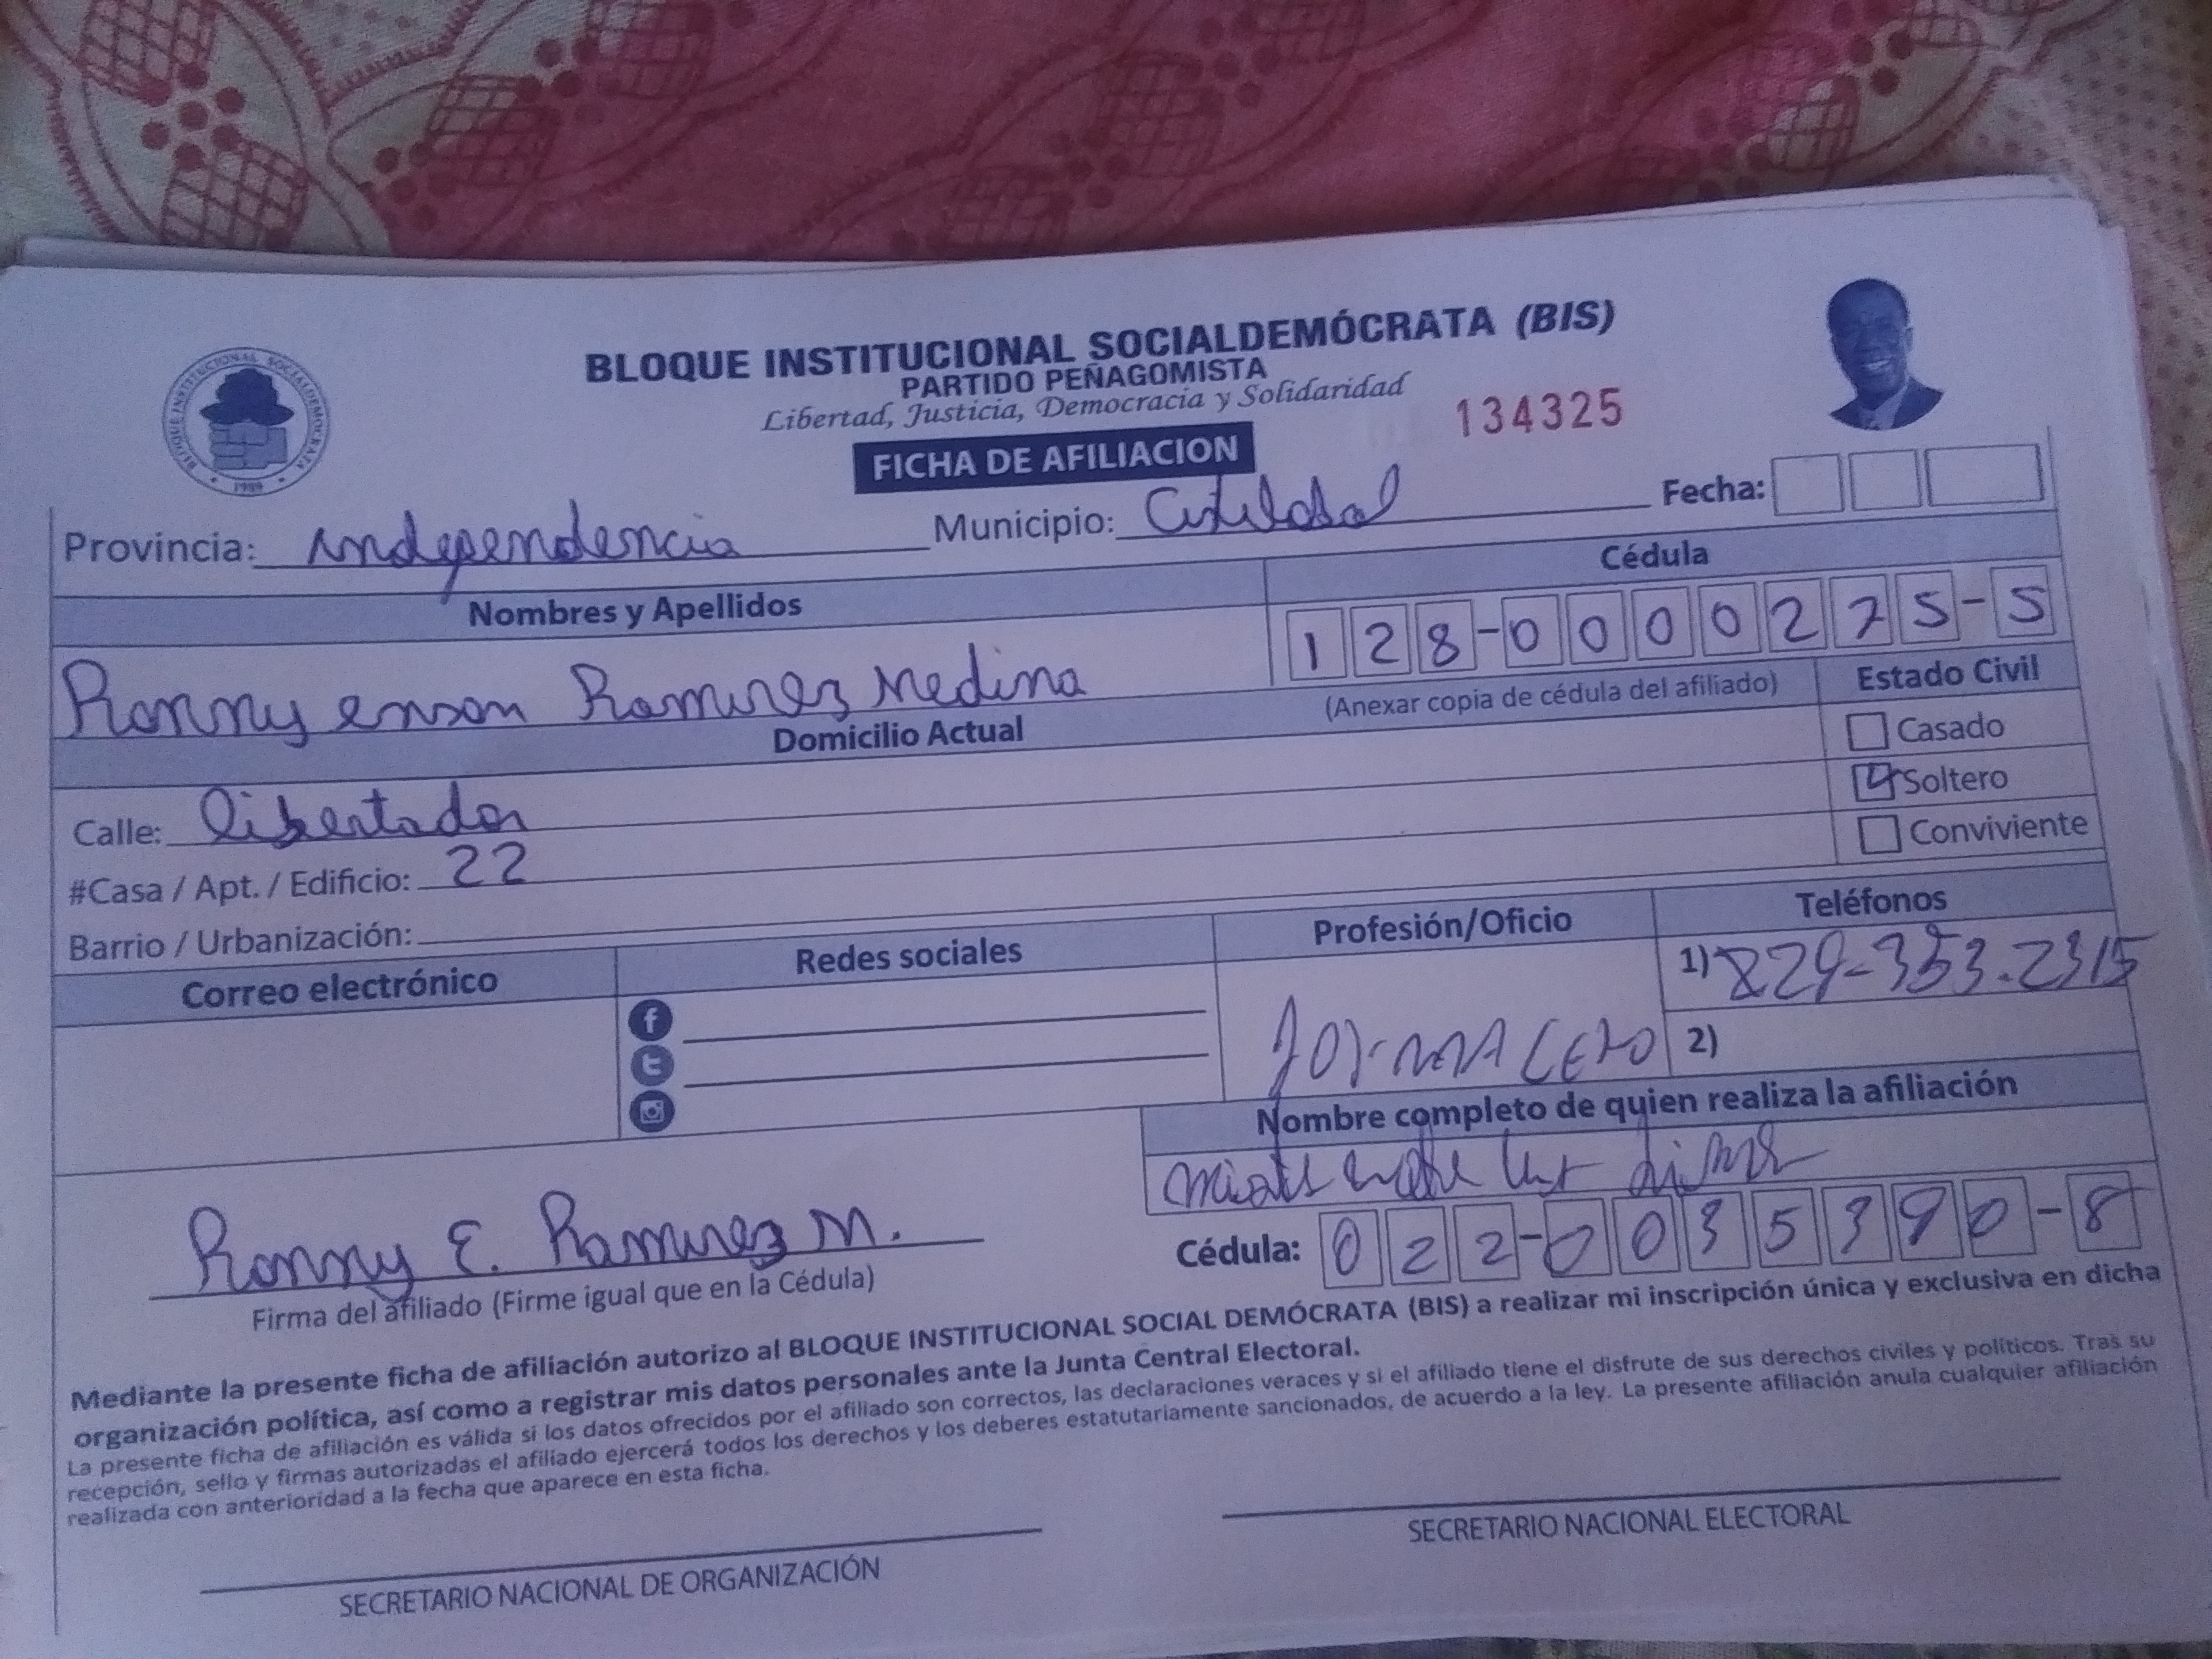 BLOQUE INSTITUCIONAL SOCIALDEMÓCRATA (BIS)
PARTIDO PEÑAGOMISTA
Libertad, Justicia, Democracia y Solidaridad
134325
FICHA DE AFILIACION
BLOQUE INSTITUCIONAL SOCIALDEMOCRATA
1989
Provincia: independencia Municipio: Fecha:
Nombres y Apellidos Cédula
Ronny enson Ramirez Medina 128-0000275-5
(Anexar copia de cédula del afiliado)
Domicilio Actual
Estado Civil
Casado
Soltero
Conviviente
Calle: libertador
#Casa / Apt. / Edificio: 22
Barrio / Urbanización:
Correo electrónico Redes sociales Profesión/Oficio Teléfonos
1) 829-353-2315
2)
Nombre completo de quien realiza la afiliación
Cédula: 022-0035390-8
Ronny E. Ramirez M.
Firma del afiliado (Firme igual que en la Cédula)
Mediante la presente ficha de afiliación autorizo al BLOQUE INSTITUCIONAL SOCIAL DEMÓCRATA (BIS) a realizar mi inscripción única y exclusiva en dicha
organización política, así como a registrar mis datos personales ante la Junta Central Electoral.
La presente ficha de afiliación es válida si los datos ofrecidos por el afiliado son correctos, las declaraciones veraces y si el afiliado tiene el disfrute de sus derechos civiles y políticos. Tras su
recepción, sello y firmas autorizadas el afiliado ejercerá todos los derechos y los deberes estatutariamente sancionados, de acuerdo a la ley. La presente afiliación anula cualquier afiliación
realizada con anterioridad a la fecha que aparece en esta ficha.
SECRETARIO NACIONAL DE ORGANIZACIÓN
SECRETARIO NACIONAL ELECTORAL